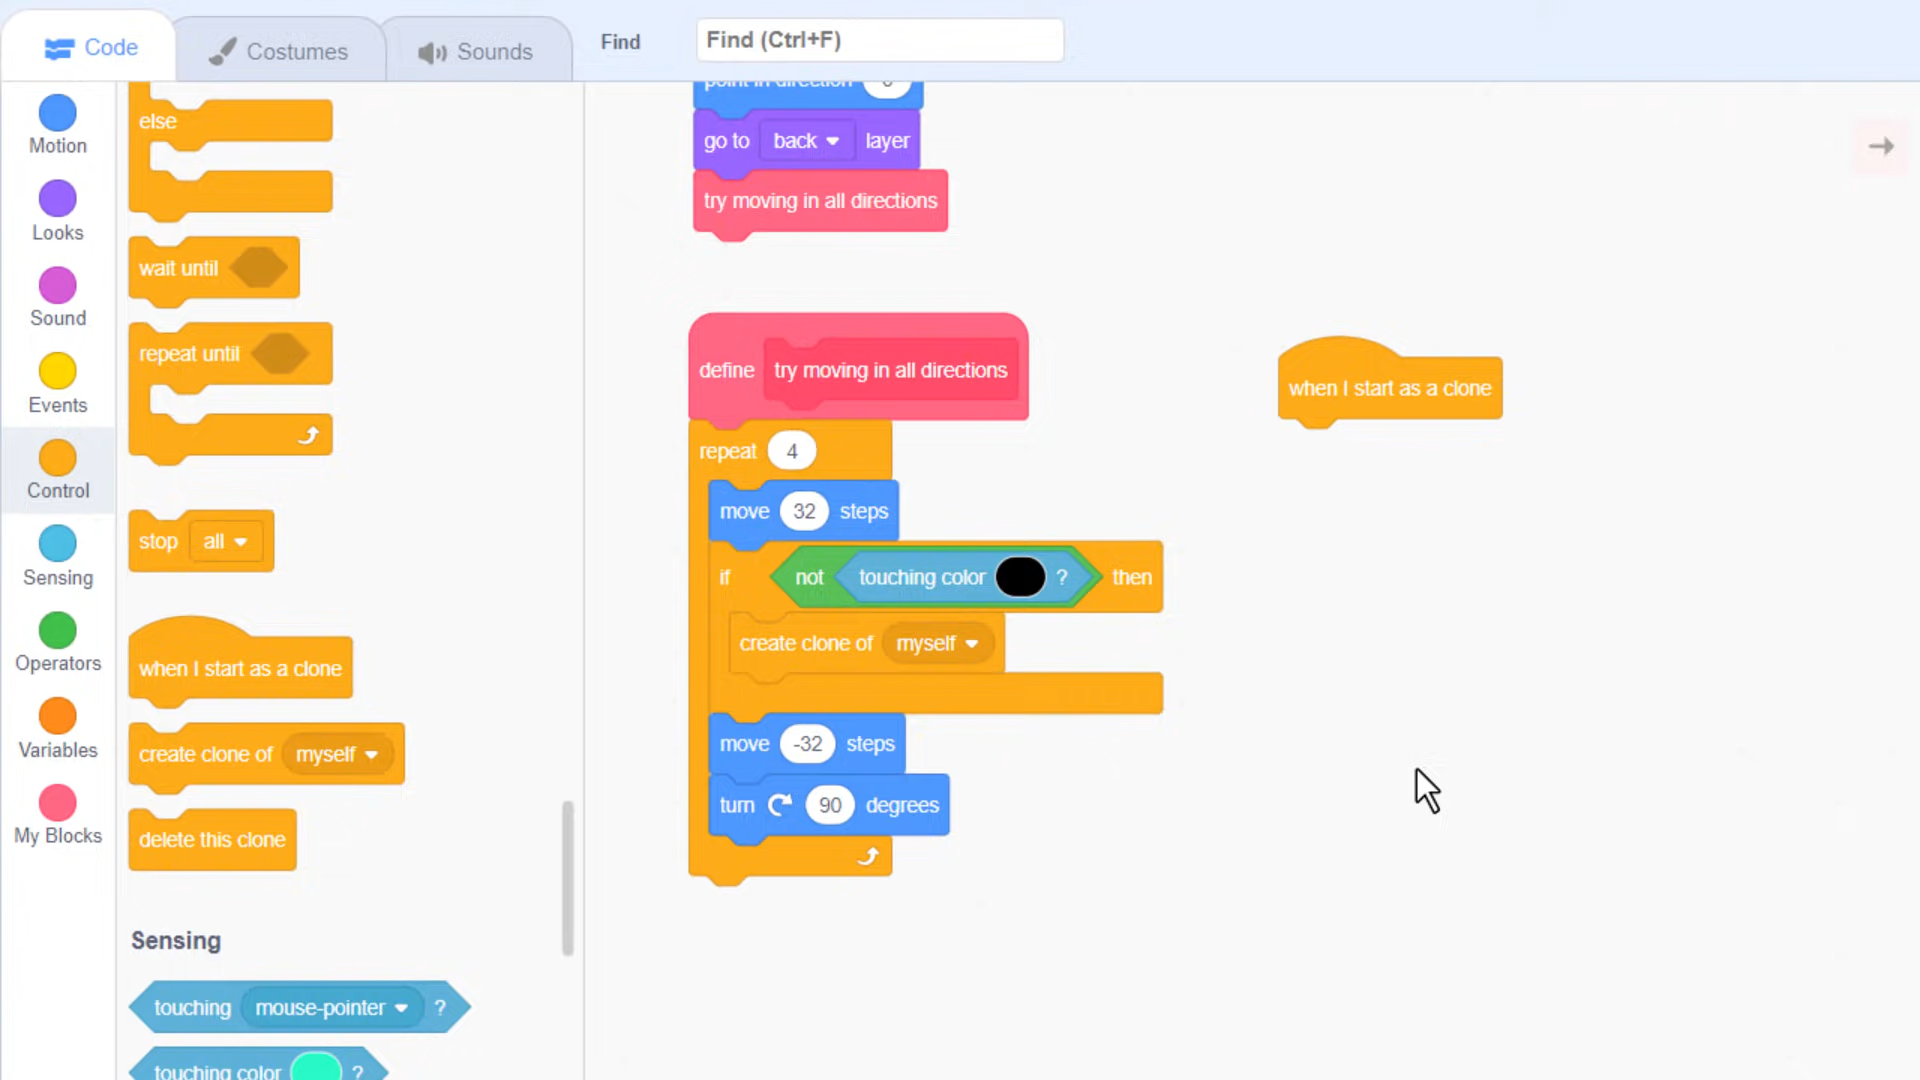 Code
Costumes
Sounds
Find
Find (Ctrl+F)
Motion
Looks
Sound
Events
Control
Sensing
Operators
Variables
My Blocks
else
wait until
repeat until
stop all
when I start as a clone
create clone of myself
delete this clone
Sensing
touching mouse-pointer ?
touching color ?
point in direction
go to back layer
try moving in all directions
define try moving in all directions
repeat 4
move 32 steps
if not touching color ? then
create clone of myself
move -32 steps
turn 90 degrees
when I start as a clone